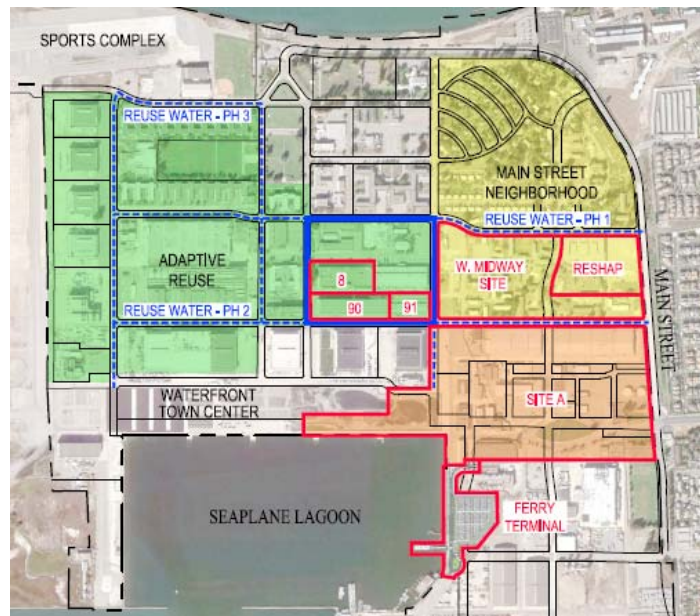 SPORTS COMPLEX
REUSE WATER - PH 3
MAIN STREET
NEIGHBORHOOD
REUSE WATER - PH 1
ADAPTIVE
REUSE
8
W. MIDWAY
SITE
RESHAP
MAIN STREET
REUSE WATER - PH 2
90
91
WATERFRONT
TOWN CENTER
SITE A
SEAPLANE LAGOON
FERRY
TERMINAL